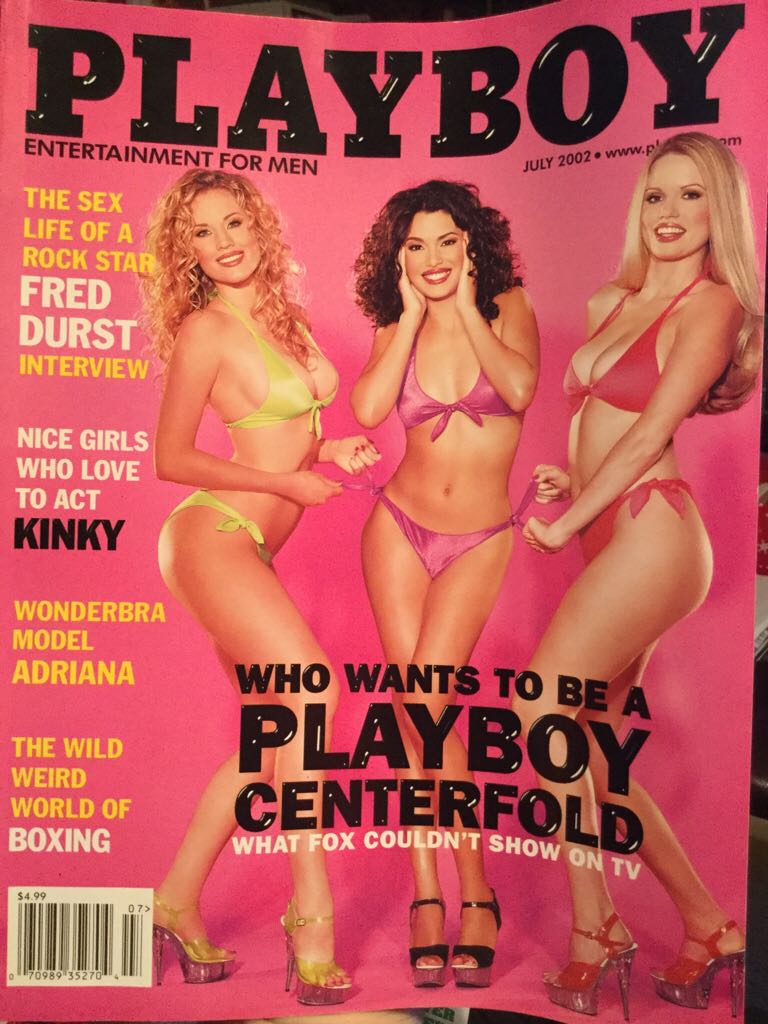 PLAYBOY
ENTERTAINMENT FOR MEN
JULY 2002 • www.pl
THE SEX
LIFE OF A
ROCK STAR
FRED
DURST
INTERVIEW
NICE GIRLS
WHO LOVE
TO ACT
KINKY
WONDERBRA
MODEL
ADRIANA
THE WILD
WEIRD
WORLD OF
BOXING
WHO WANTS TO BE A
PLAYBOY
CENTERFOLD
WHAT FOX COULDN'T SHOW ON TV
$4.99
07>
0 70989 35270 4